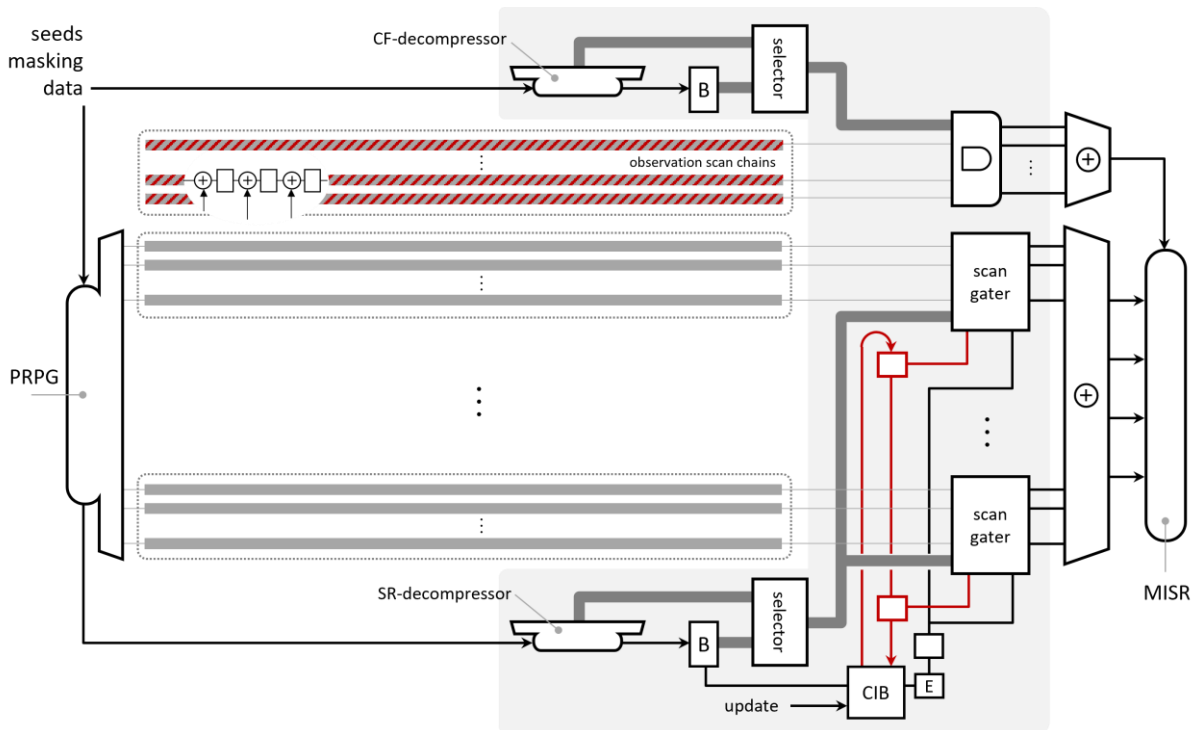 seeds
masking
data
CF-decompressor
B
selector
observation scan chains
scan
gater
PRPG
scan
gater
SR-decompressor
B
selector
MISR
update
CIB
E